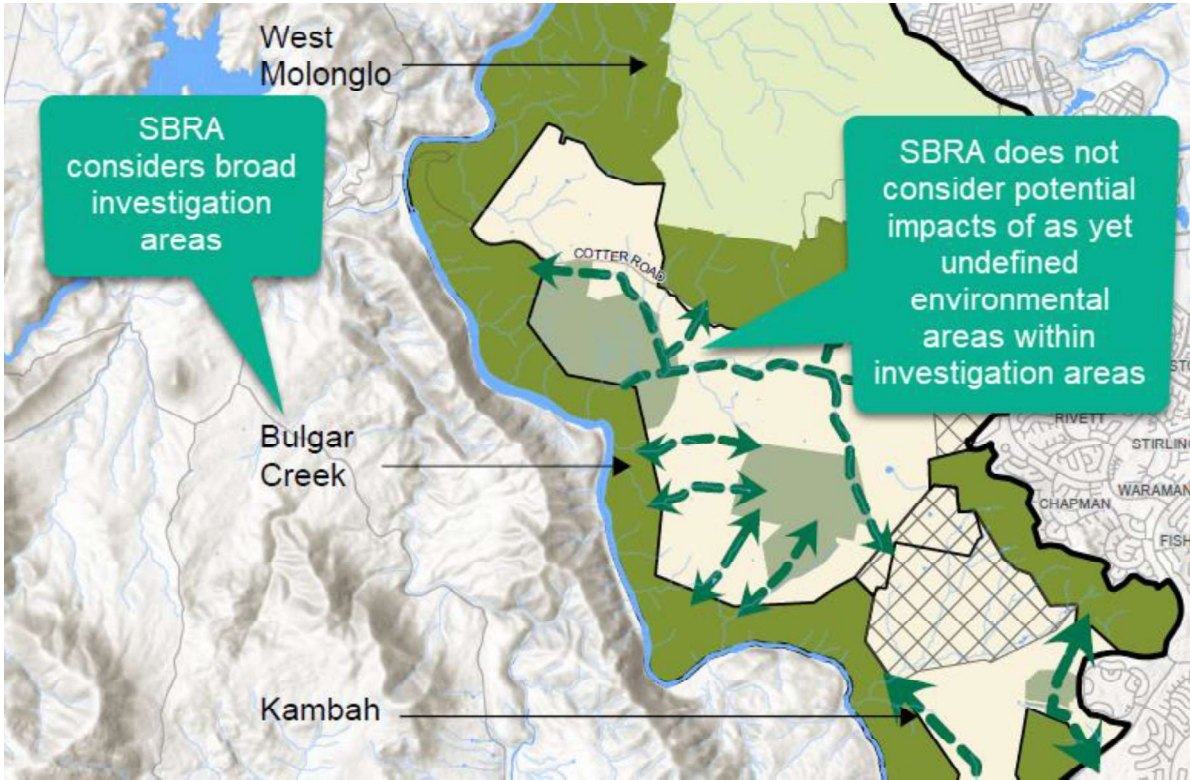 West
Molonglo
SBRA
considers broad
investigation
areas
SBRA does not
consider potential
impacts of as yet
undefined
environmental
areas within
investigation areas
COTTER ROAD
RIVETT
STIRLING
Bulgar
Creek
CHAPMAN
WARAMAN
FISH
Kambah